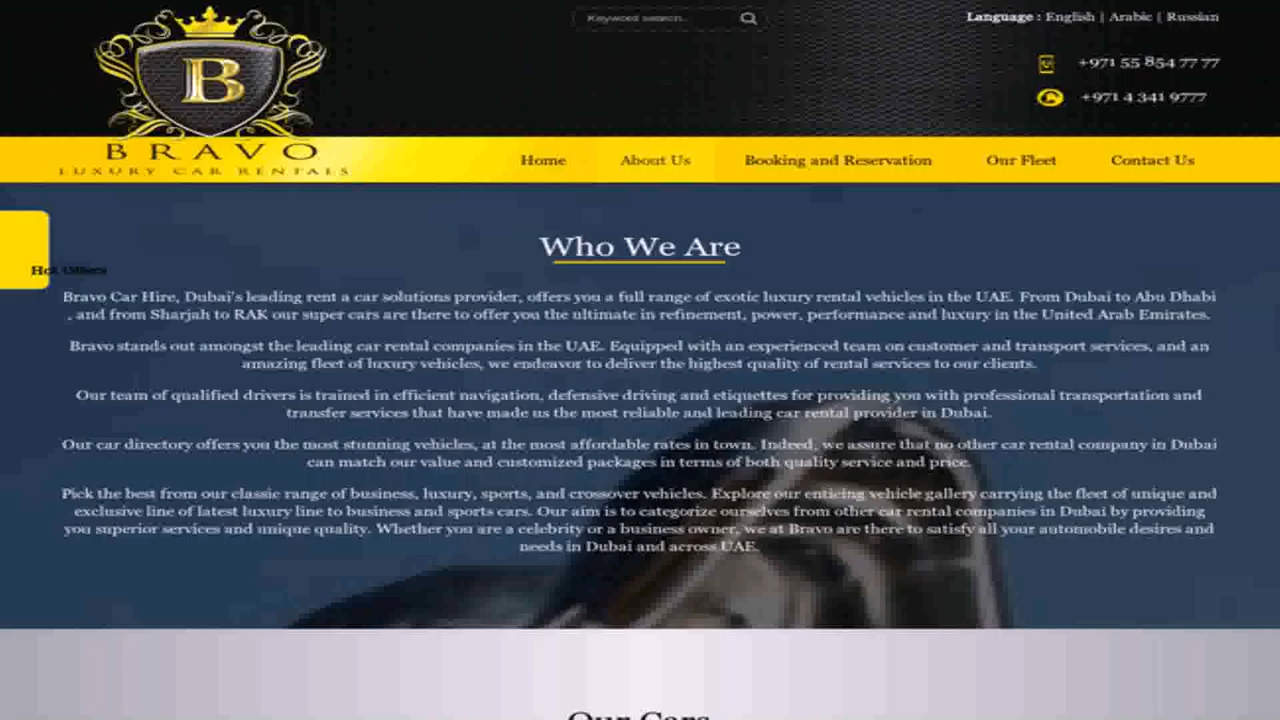 Keyword search..
Language : English | Arabic | Russian
+971 55 854 77 77
+971 4 341 9777
B
BRAVO
LUXURY CAR RENTALS
Home About Us Booking and Reservation Our Fleet Contact Us
Who We Are
Hot Offers
Bravo Car Hire, Dubai's leading rent a car solutions provider, offers you a full range of exotic luxury rental vehicles in the UAE. From Dubai to Abu Dhabi
, and from Sharjah to RAK our super cars are there to offer you the ultimate in refinement, power, performance and luxury in the United Arab Emirates.
Bravo stands out amongst the leading car rental companies in the UAE. Equipped with an experienced team on customer and transport services, and an
amazing fleet of luxury vehicles, we endeavor to deliver the highest quality of rental services to our clients.
Our team of qualified drivers is trained in efficient navigation, defensive driving and etiquettes for providing you with professional transportation and
transfer services that have made us the most reliable and leading car rental provider in Dubai.
Our car directory offers you the most stunning vehicles, at the most affordable rates in town. Indeed, we assure that no other car rental company in Dubai
can match our value and customized packages in terms of both quality service and price.
Pick the best from our classic range of business, luxury, sports, and crossover vehicles. Explore our enticing vehicle gallery carrying the fleet of unique and
exclusive line of latest luxury line to business and sports cars. Our aim is to categorize ourselves from other car rental companies in Dubai by providing
you superior services and unique quality. Whether you are a celebrity or a business owner, we at Bravo are there to satisfy all your automobile desires and
needs in Dubai and across UAE.
Our Cars